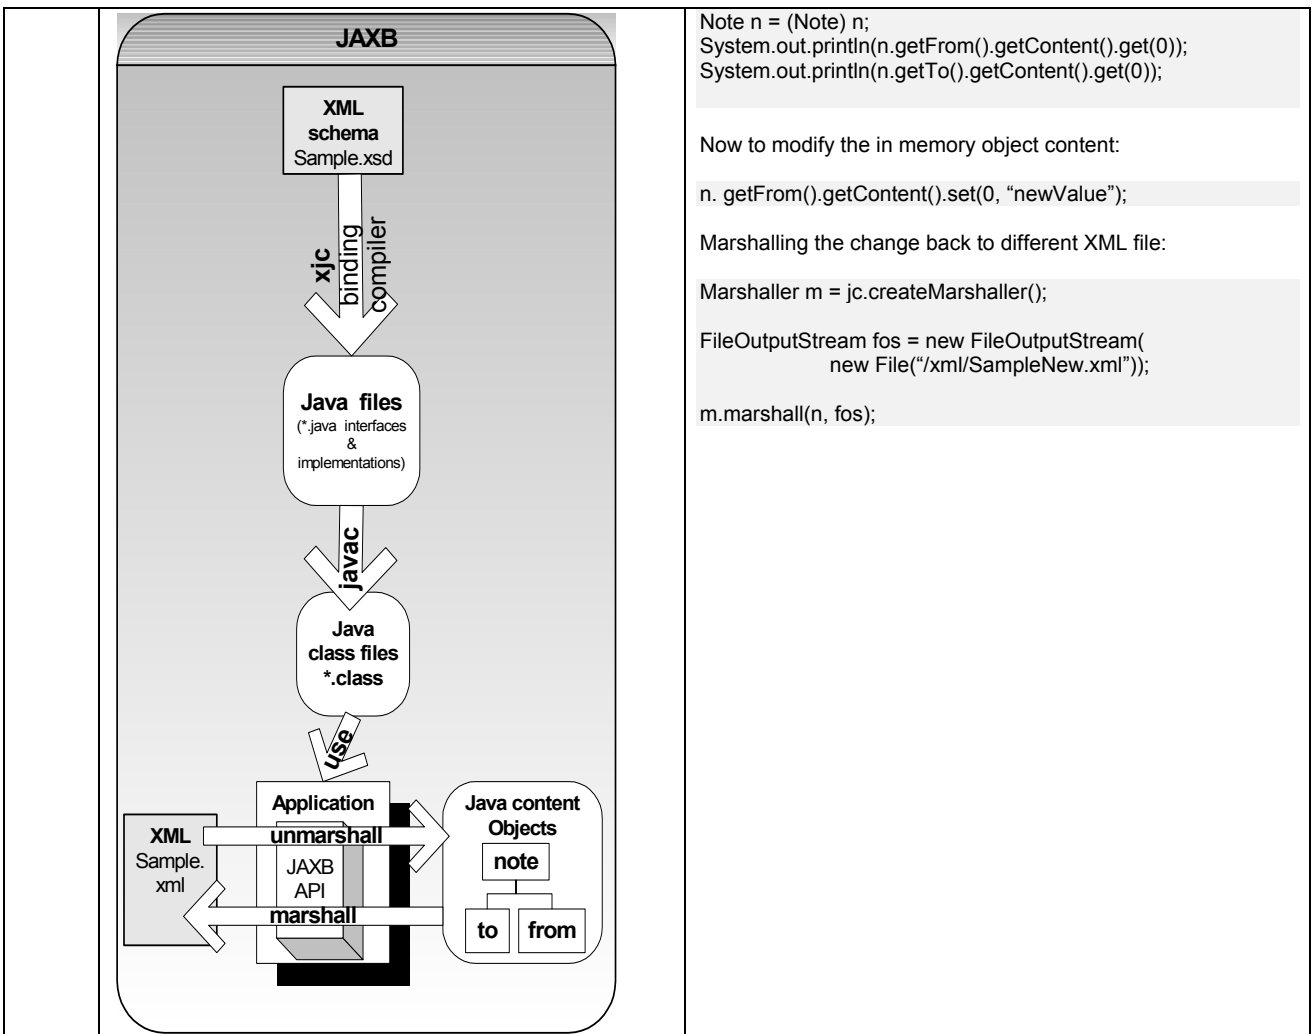 JAXB
XML
schema
Sample.xsd
xjc
binding
compiler
Java files
(*.java interfaces
&
implementations)
javac
Java
class files
*.class
use
Application
XML
Sample.
xml
unmarshall
JAXB
API
marshall
Java content
Objects
note
to
from
Note n = (Note) n;
System.out.println(n.getFrom().getContent().get(0));
System.out.println(n.getTo().getContent().get(0));
Now to modify the in memory object content:
n. getFrom().getContent().set(0, “newValue”);
Marshalling the change back to different XML file:
Marshaller m = jc.createMarshaller();
FileOutputStream fos = new FileOutputStream(
new File(“/xml/SampleNew.xml”));
m.marshall(n, fos);